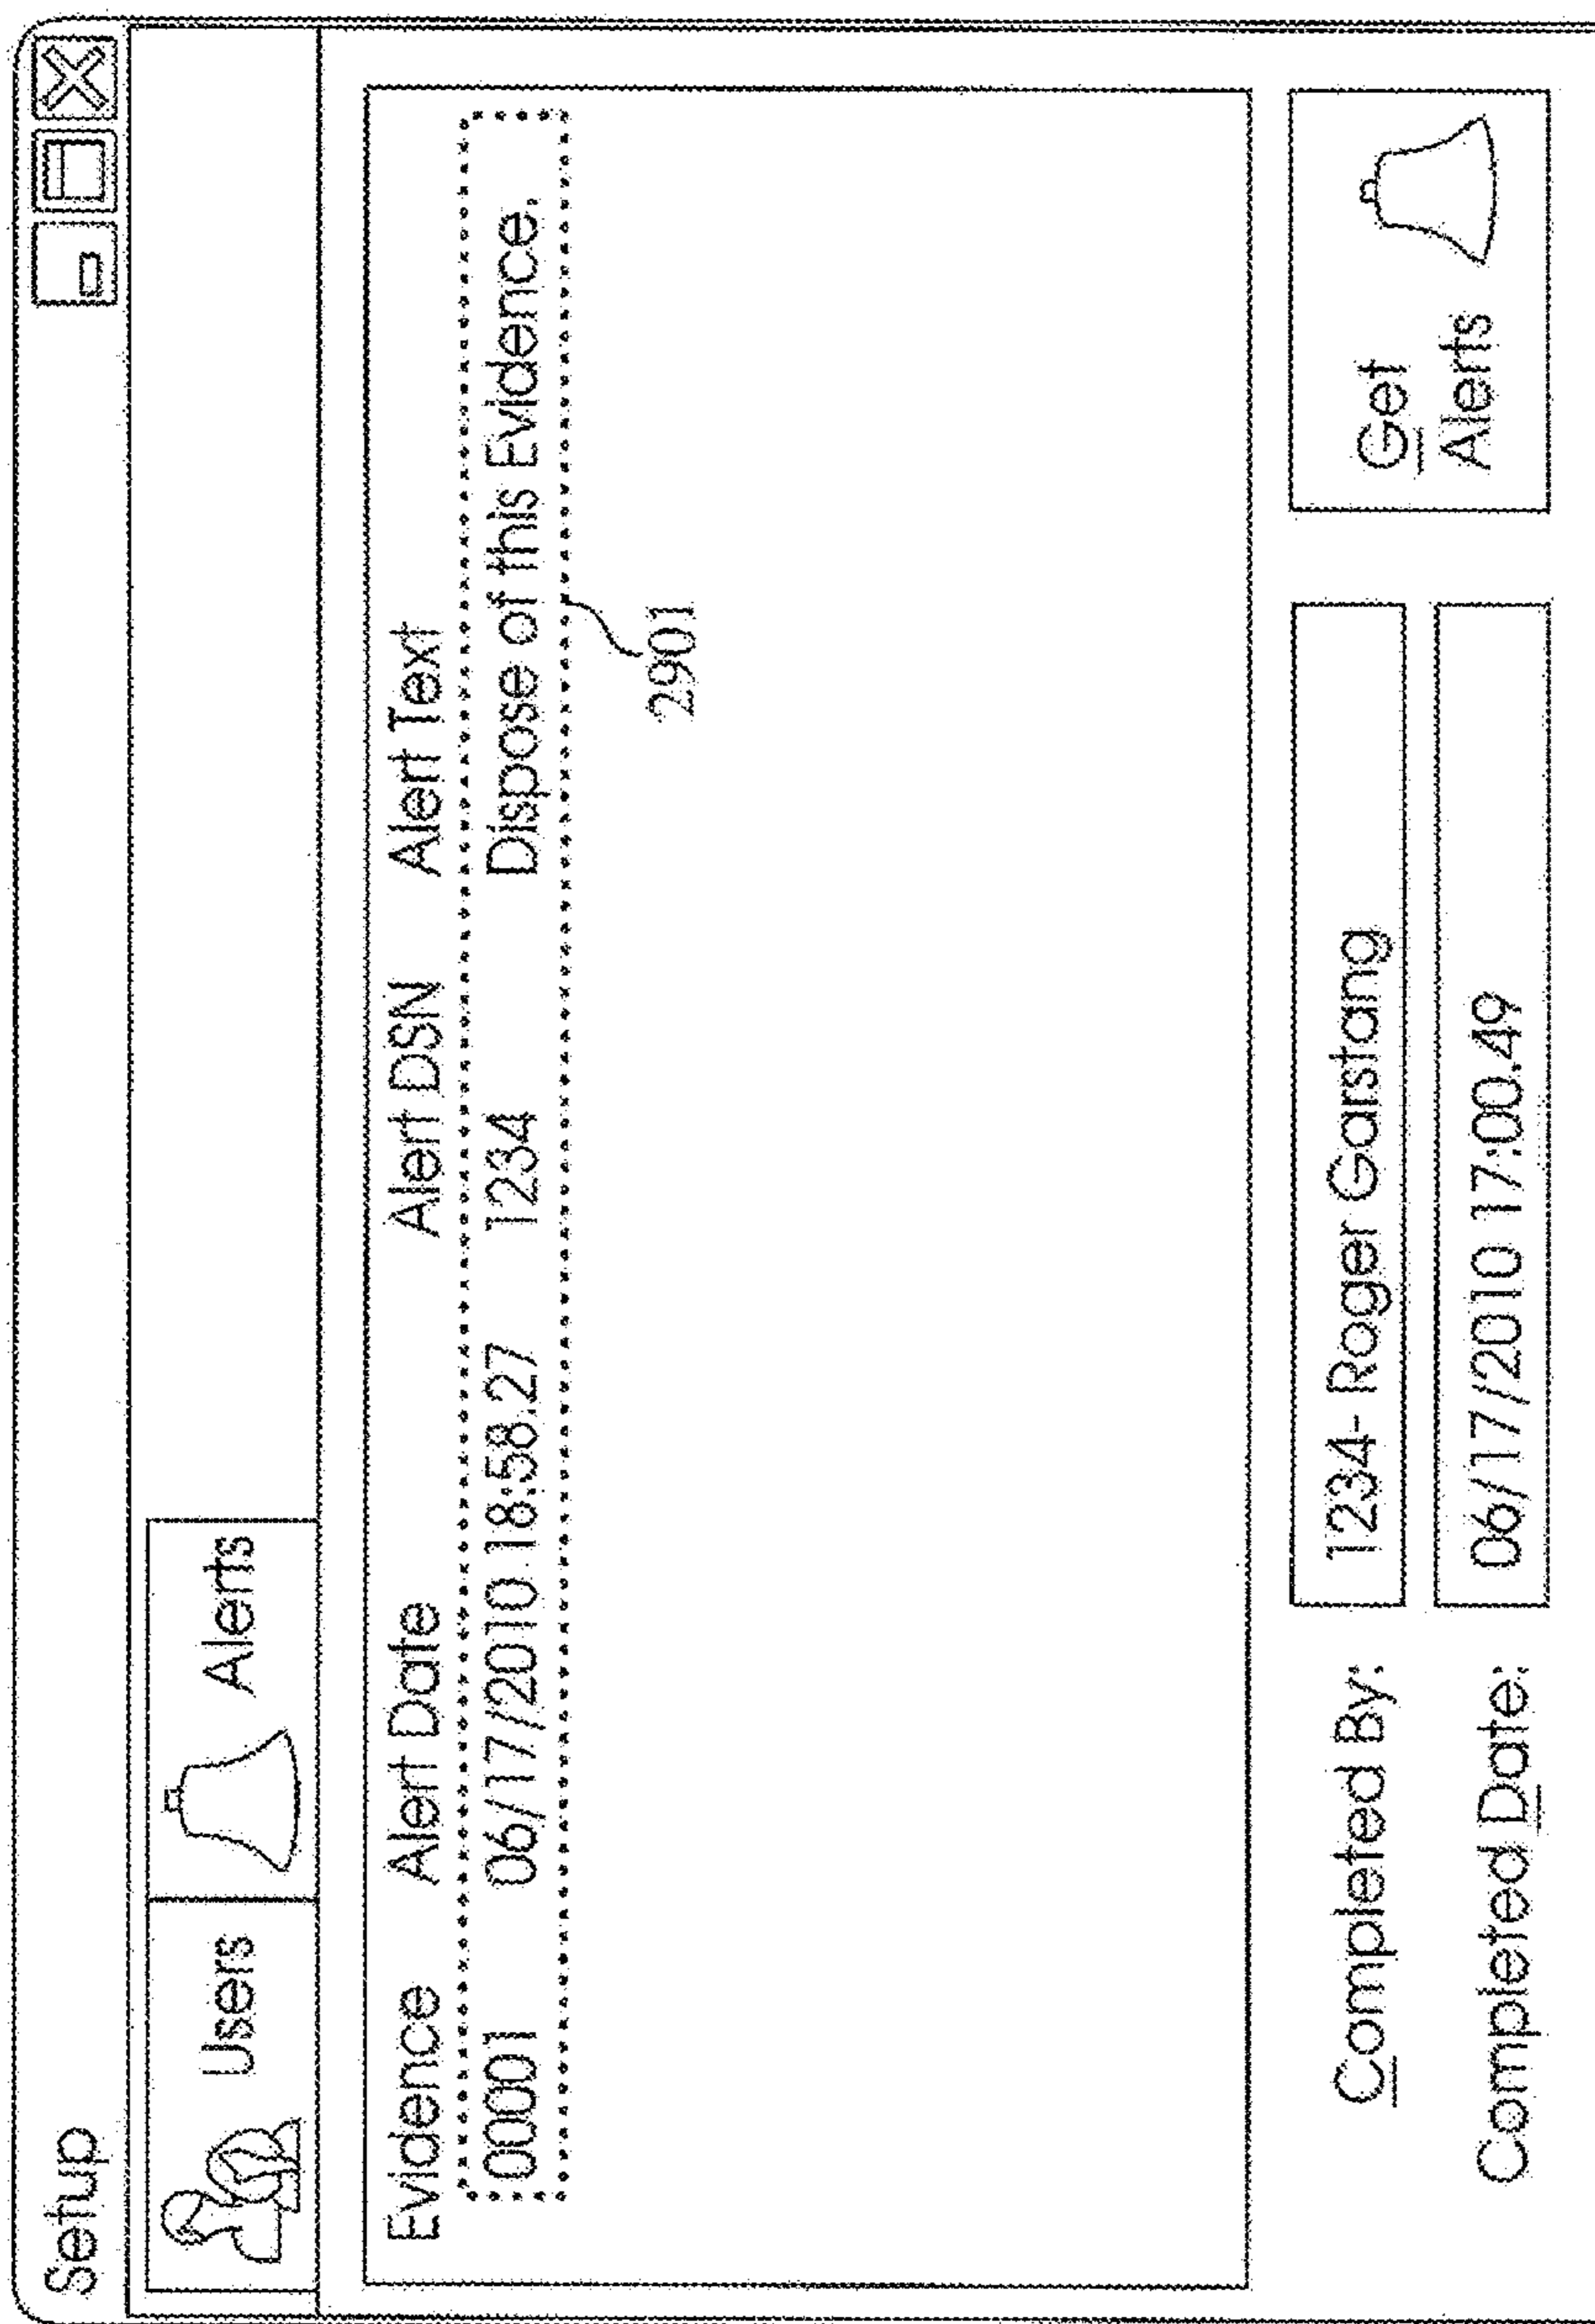 Setup
Users Alerts
Evidence Alert Date Alert DSN Alert Text
00001 06/17/2010 18:58.27 1234 Dispose of this Evidence.
2901
Completed By: 1234- Roger Garstang
Completed Date: 06/17/2010 17:00.49
Get
Alerts